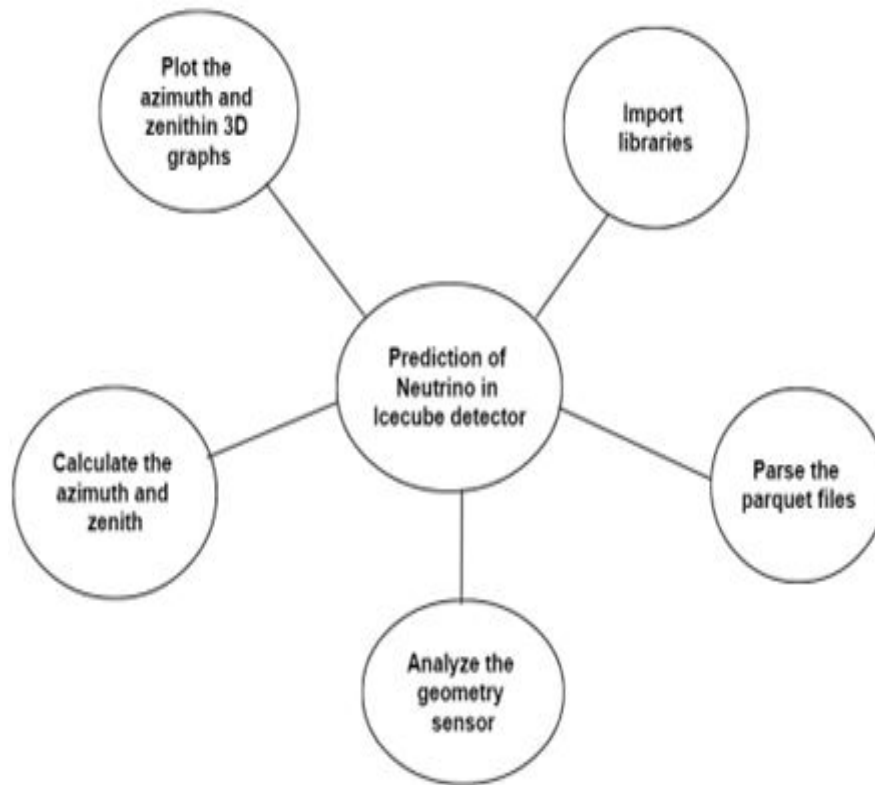 Plot the
azimuth and
zenithin 3D
graphs
Import
libraries
Prediction of
Neutrino in
Icecube detector
Calculate the
azimuth and
zenith
Parse the
parquet files
Analyze the
geometry
sensor